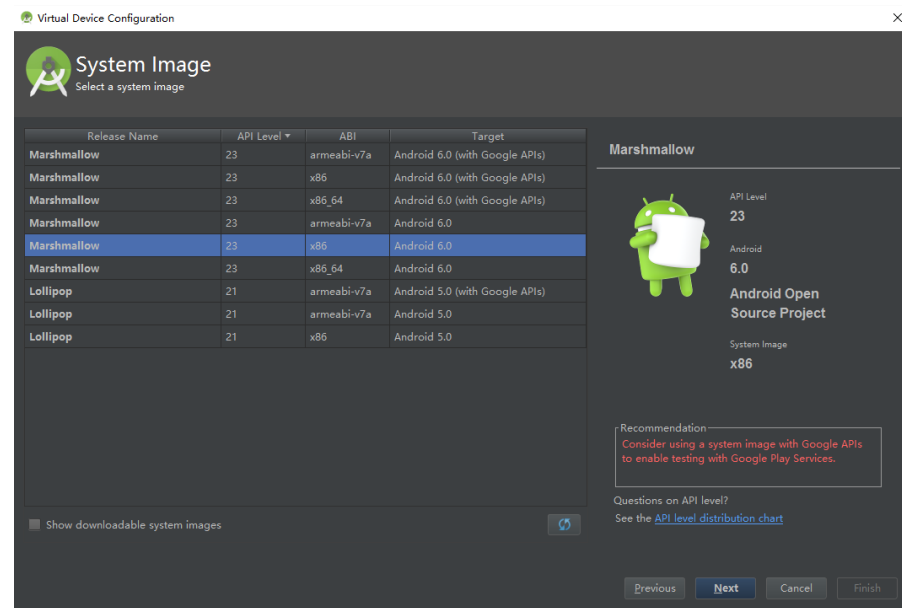 Virtual Device Configuration
System Image
Select a system image
Release Name API Level ABI Target
Marshmallow 23 armeabi-v7a Android 6.0 (with Google APIs)
Marshmallow 23 x86 Android 6.0 (with Google APIs)
Marshmallow 23 x86_64 Android 6.0 (with Google APIs)
Marshmallow 23 armeabi-v7a Android 6.0
Marshmallow 23 x86 Android 6.0
Marshmallow 23 x86_64 Android 6.0
Lollipop 21 armeabi-v7a Android 5.0 (with Google APIs)
Lollipop 21 armeabi-v7a Android 5.0
Lollipop 21 x86 Android 5.0
Show downloadable system images
Marshmallow
API Level
23
Android
6.0
Android Open
Source Project
System Image
x86
Recommendation
Consider using a system image with Google APIs
to enable testing with Google Play Services.
Questions on API level?
See the API level distribution chart
Previous Next Cancel Finish